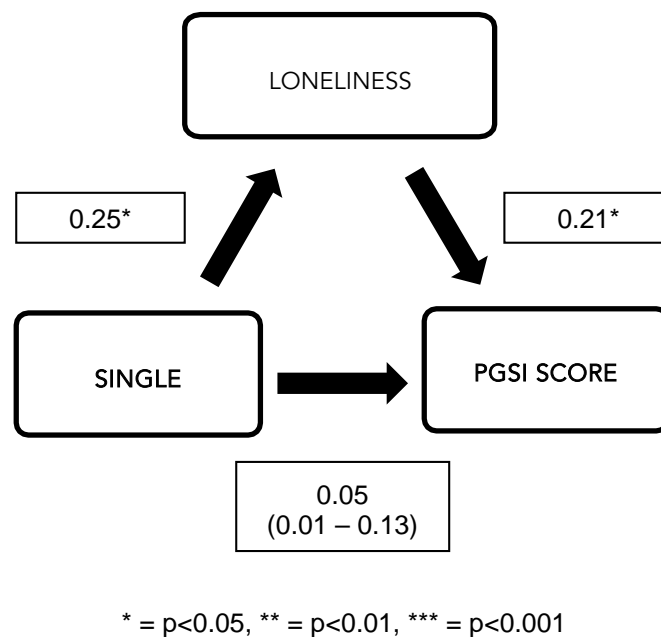 LONELINESS
0.25*
0.21*
SINGLE
PGSI SCORE
0.05
(0.01 – 0.13)
* = p<0.05, ** = p<0.01, *** = p<0.001